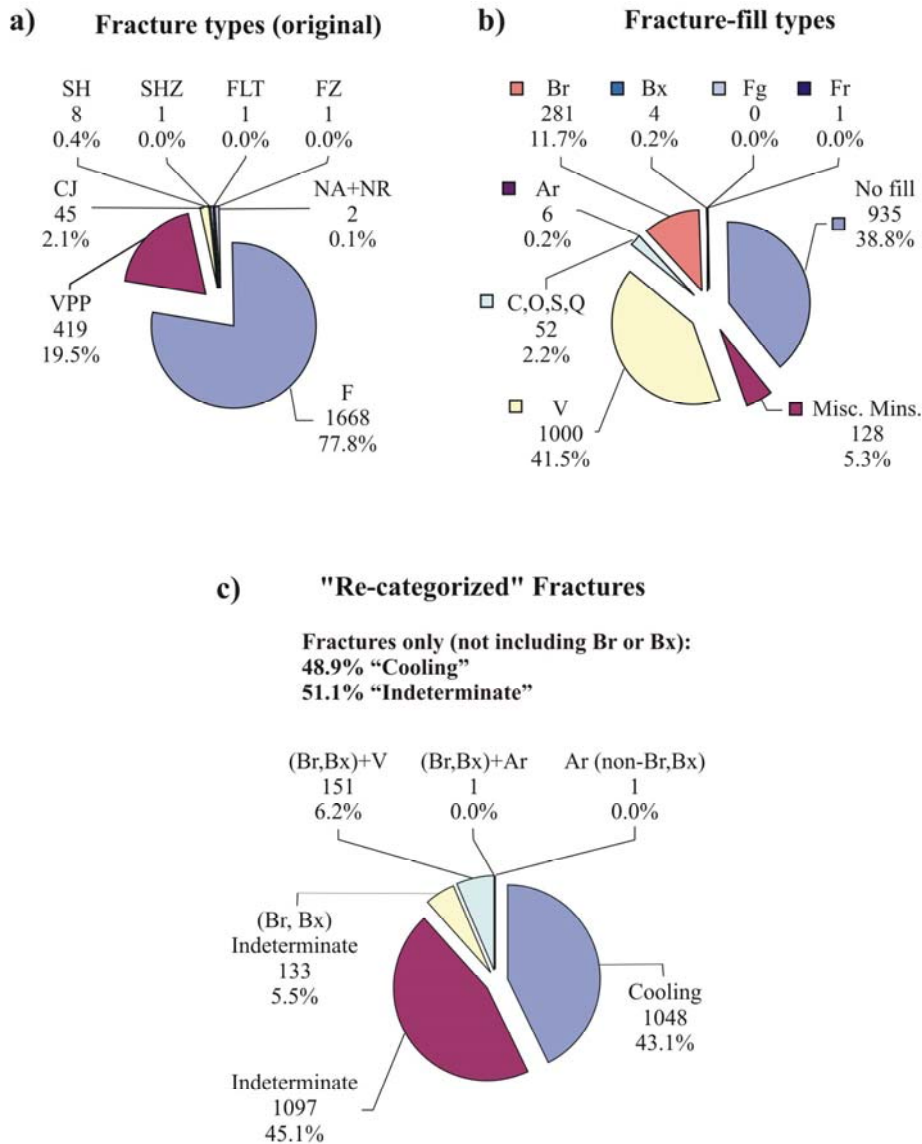 a) Fracture types (original)
SH
8
0.4%
SHZ
1
0.0%
FLT
1
0.0%
FZ
1
0.0%
CJ
45
2.1%
NA+NR
2
0.1%
VPP
419
19.5%
F
1668
77.8%
b) Fracture-fill types
Br
281
11.7%
Bx
4
0.2%
Fg
0
0.0%
Fr
1
0.0%
Ar
6
0.2%
No fill
935
38.8%
C,O,S,Q
52
2.2%
V
1000
41.5%
Misc. Mins.
128
5.3%
c) "Re-categorized" Fractures
Fractures only (not including Br or Bx):
48.9% “Cooling”
51.1% “Indeterminate”
(Br,Bx)+V
151
6.2%
(Br,Bx)+Ar
1
0.0%
Ar (non-Br,Bx)
1
0.0%
(Br, Bx)
Indeterminate
133
5.5%
Cooling
1048
43.1%
Indeterminate
1097
45.1%